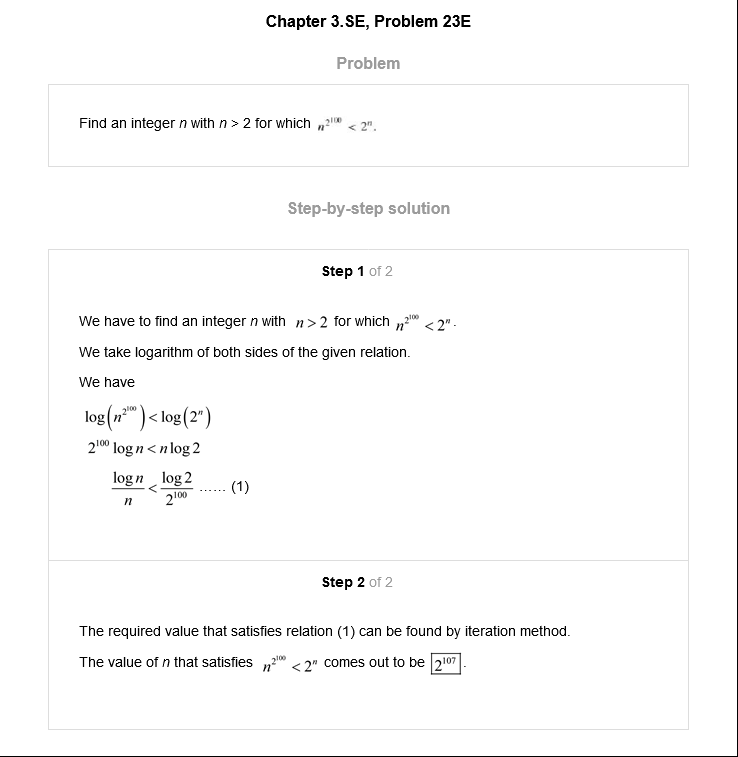 Chapter 3.SE, Problem 23E
Problem
Find an integer n with n > 2 for which n^{2^{100}} < 2^n.
Step-by-step solution
Step 1 of 2
We have to find an integer n with n > 2 for which n^{2^{100}} < 2^n.
We take logarithm of both sides of the given relation.
We have
log(n^{2^{100}}) < log(2^n)
2^{100} log n < n log 2
\frac{log n}{n} < \frac{log 2}{2^{100}} ...... (1)
Step 2 of 2
The required value that satisfies relation (1) can be found by iteration method.
The value of n that satisfies n^{2^{100}} < 2^n comes out to be 2^{107}.